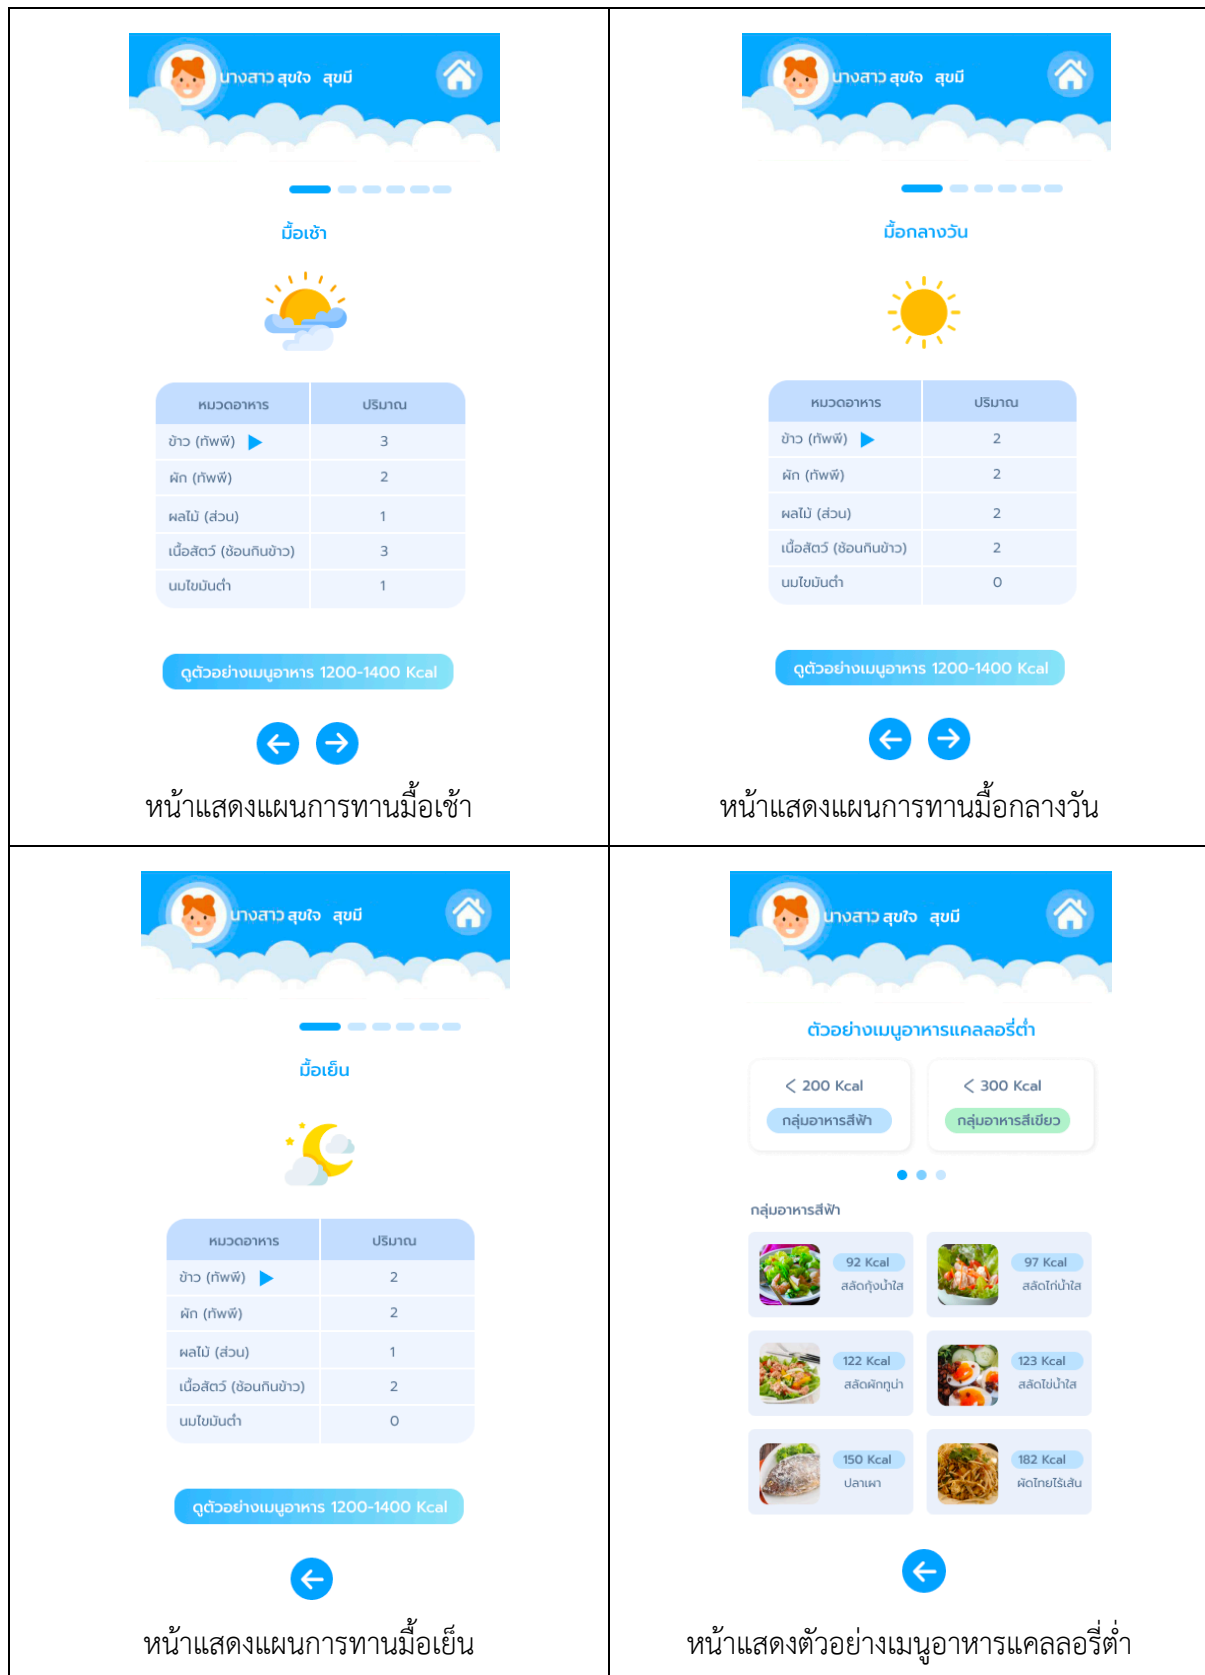 นางสาว สุขใจ สุขมี
มื้อเช้า
หมวดอาหาร ปริมาณ
ข้าว (ทัพพี) 3
ผัก (ทัพพี) 2
ผลไม้ (ส่วน) 1
เนื้อสัตว์ (ช้อนกินข้าว) 3
นมไขมันต่ำ 1
ดูตัวอย่างเมนูอาหาร 1200-1400 Kcal
หน้าแสดงแผนการทานมื้อเช้า
นางสาว สุขใจ สุขมี
มื้อกลางวัน
หมวดอาหาร ปริมาณ
ข้าว (ทัพพี) 2
ผัก (ทัพพี) 2
ผลไม้ (ส่วน) 2
เนื้อสัตว์ (ช้อนกินข้าว) 2
นมไขมันต่ำ 0
ดูตัวอย่างเมนูอาหาร 1200-1400 Kcal
หน้าแสดงแผนการทานมื้อกลางวัน
นางสาว สุขใจ สุขมี
มื้อเย็น
หมวดอาหาร ปริมาณ
ข้าว (ทัพพี) 2
ผัก (ทัพพี) 2
ผลไม้ (ส่วน) 1
เนื้อสัตว์ (ช้อนกินข้าว) 2
นมไขมันต่ำ 0
ดูตัวอย่างเมนูอาหาร 1200-1400 Kcal
หน้าแสดงแผนการทานมื้อเย็น
นางสาว สุขใจ สุขมี
ตัวอย่างเมนูอาหารแคลลอรี่ต่ำ
< 200 Kcal < 300 Kcal
กลุ่มอาหารสีฟ้า กลุ่มอาหารสีเขียว
กลุ่มอาหารสีฟ้า
92 Kcal 97 Kcal
สลัดกุ้งน้ำใส สลัดไก่น้ำใส
122 Kcal 123 Kcal
สลัดผักทูน่า สลัดไข่น้ำใส
150 Kcal 182 Kcal
ปลาเผา ผัดไทยไร้เส้น
หน้าแสดงตัวอย่างเมนูอาหารแคลลอรี่ต่ำ